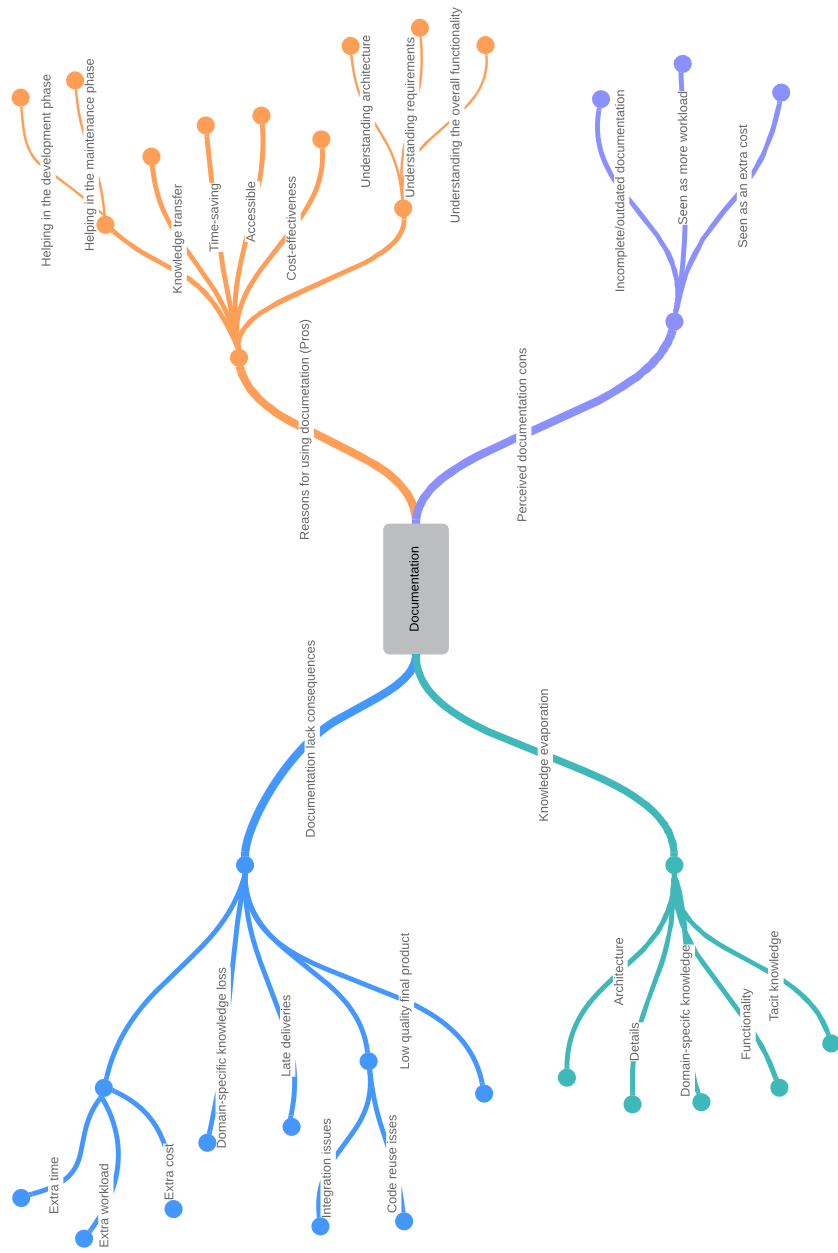 Helping in the development phase
Helping in the maintenance phase
Knowledge transfer
Time-saving
Accessible
Cost-effectiveness
Understanding architecture
Understanding requirements
Understanding the overall functionality
Reasons for using documetation (Pros)
Incomplete/outdated documentation
Seen as more workload
Seen as an extra cost
Perceived documentation cons
Documentation
Documentation lack consequences
Extra time
Extra workload
Extra cost
Domain-specific knowledge loss
Late deliveries
Integration issues
Code reuse isses
Low quality final product
Knowledge evaporation
Architecture
Details
Domain-specifc knowledge
Functionality
Tacit knowledge